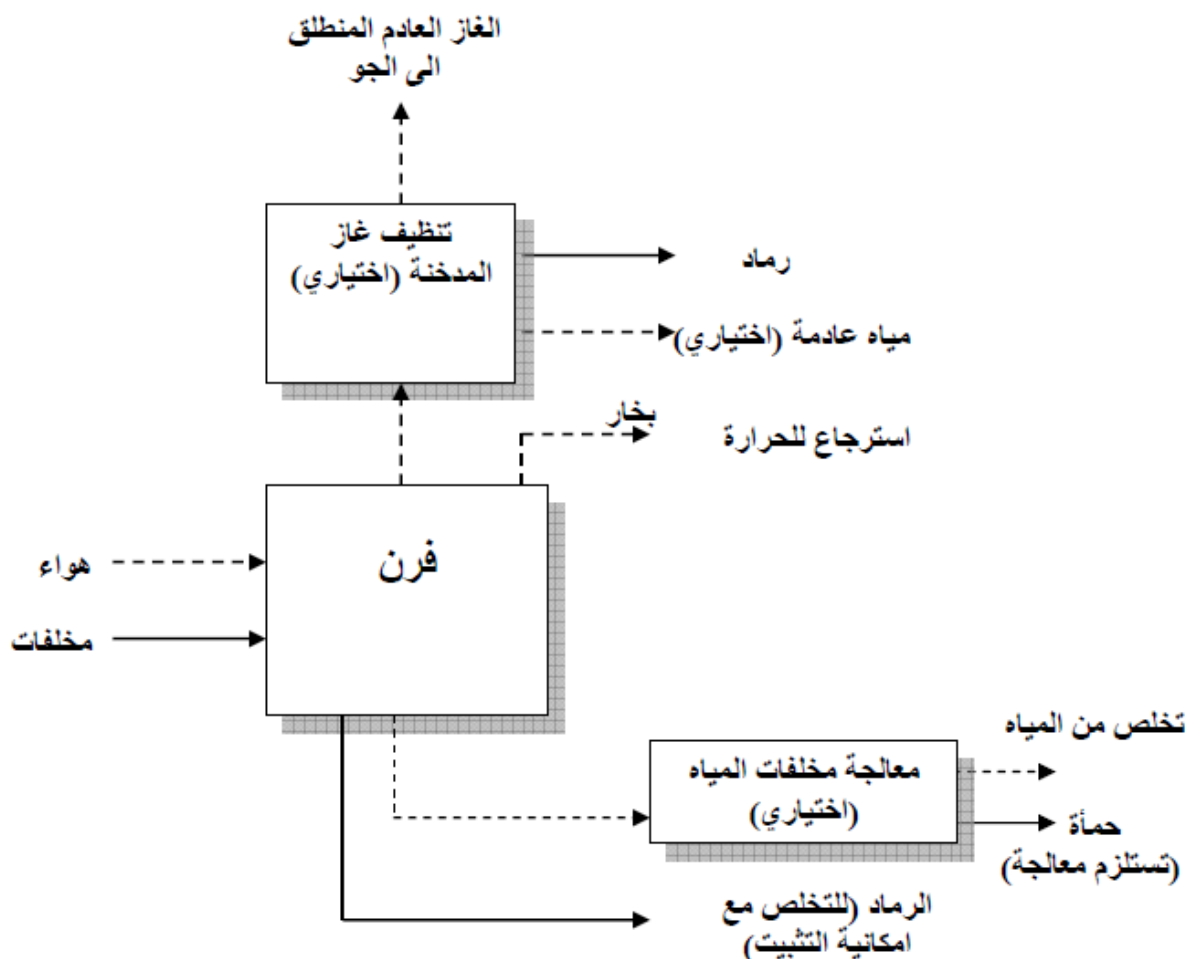 الغاز العادم المنطلق
الى الجو
تنظيف غاز
المدخنة (اختياري)
رماد
مياه عادمة (اختياري)
بخار
استرجاع للحرارة
فرن
هواء
مخلفات
تخلص من المياه
معالجة مخلفات المياه
(اختياري)
حمأة
(تستلزم معالجة)
الرماد (للتخلص مع
امكانية التثبيت)